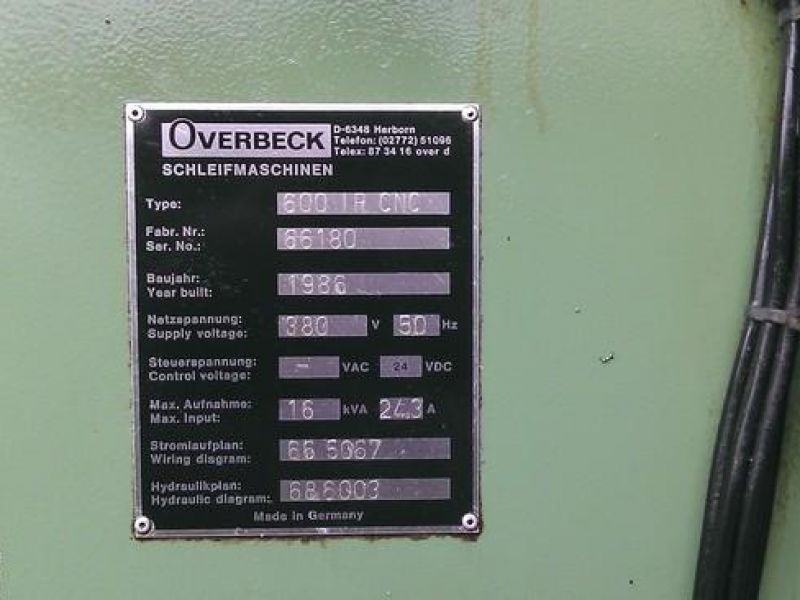 OVERBECK
D-6348 Herborn
Telefon: (02772) 51096
Telex: 87 34 16 over d
SCHLEIFMASCHINEN
Type: 600 IR CNC
Fabr. Nr.:
Ser. No.: 66180
Baujahr:
Year built: 1986
Netzspannung:
Supply voltage: 380 V 50 Hz
Steuerspannung:
Control voltage: - VAC 24 VDC
Max. Aufnahme:
Max. Input: 16 kVA 24.3 A
Stromlaufplan:
Wiring diagram: 66 6067
Hydraulikplan:
Hydraulic diagram: 68.6003
Made in Germany